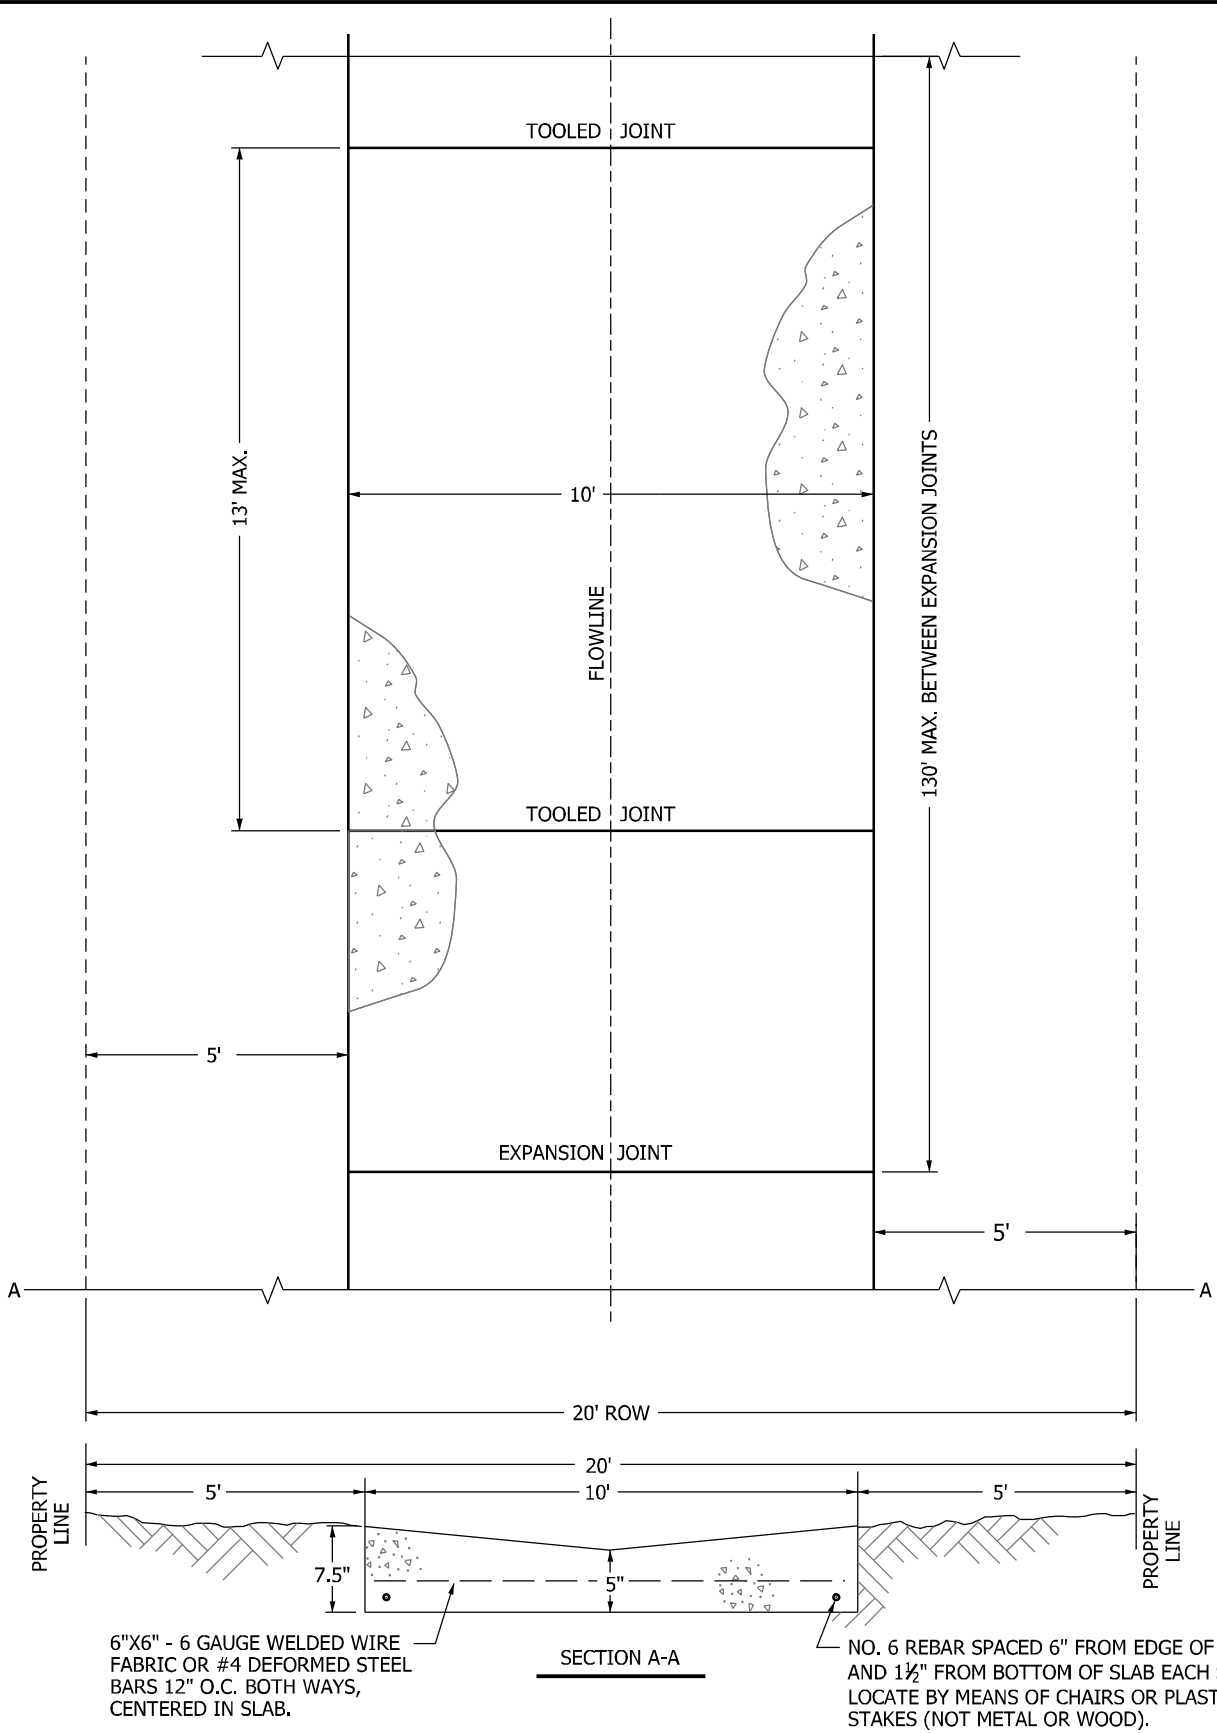 TOOLED JOINT
13' MAX.
10'
130' MAX. BETWEEN EXPANSION JOINTS
FLOWLINE
TOOLED JOINT
5'
EXPANSION JOINT
5'
A
A
20' ROW
20'
5'
10'
5'
PROPERTY
LINE
PROPERTY
LINE
7.5"
5"
6"X6" - 6 GAUGE WELDED WIRE
FABRIC OR #4 DEFORMED STEEL
BARS 12" O.C. BOTH WAYS,
CENTERED IN SLAB.
SECTION A-A
NO. 6 REBAR SPACED 6" FROM EDGE OF
AND 1½" FROM BOTTOM OF SLAB EACH
LOCATE BY MEANS OF CHAIRS OR PLAST
STAKES (NOT METAL OR WOOD).